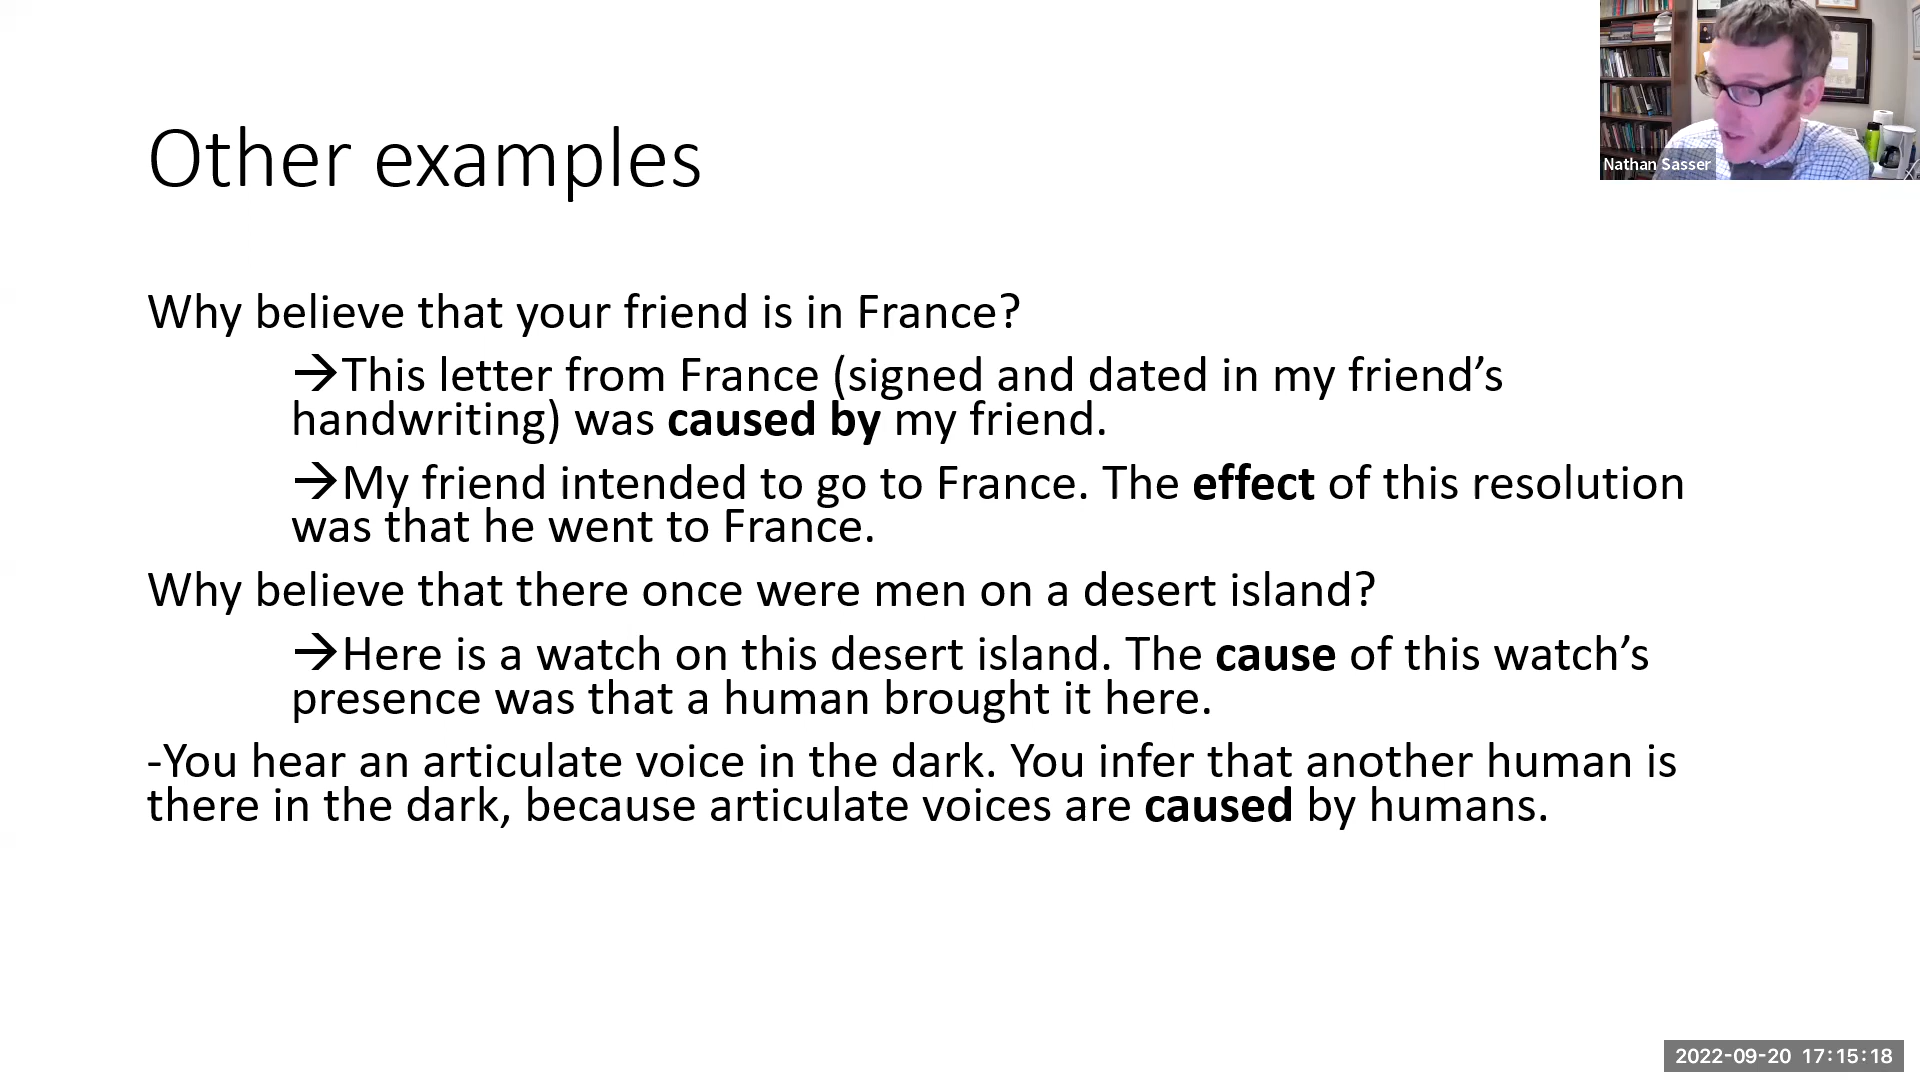 Nathan Sasser
Other examples
Why believe that your friend is in France?
→This letter from France (signed and dated in my friend’s
handwriting) was caused by my friend.
→My friend intended to go to France. The effect of this resolution
was that he went to France.
Why believe that there once were men on a desert island?
→Here is a watch on this desert island. The cause of this watch’s
presence was that a human brought it here.
-You hear an articulate voice in the dark. You infer that another human is
there in the dark, because articulate voices are caused by humans.
2022-09-20 17:15:18